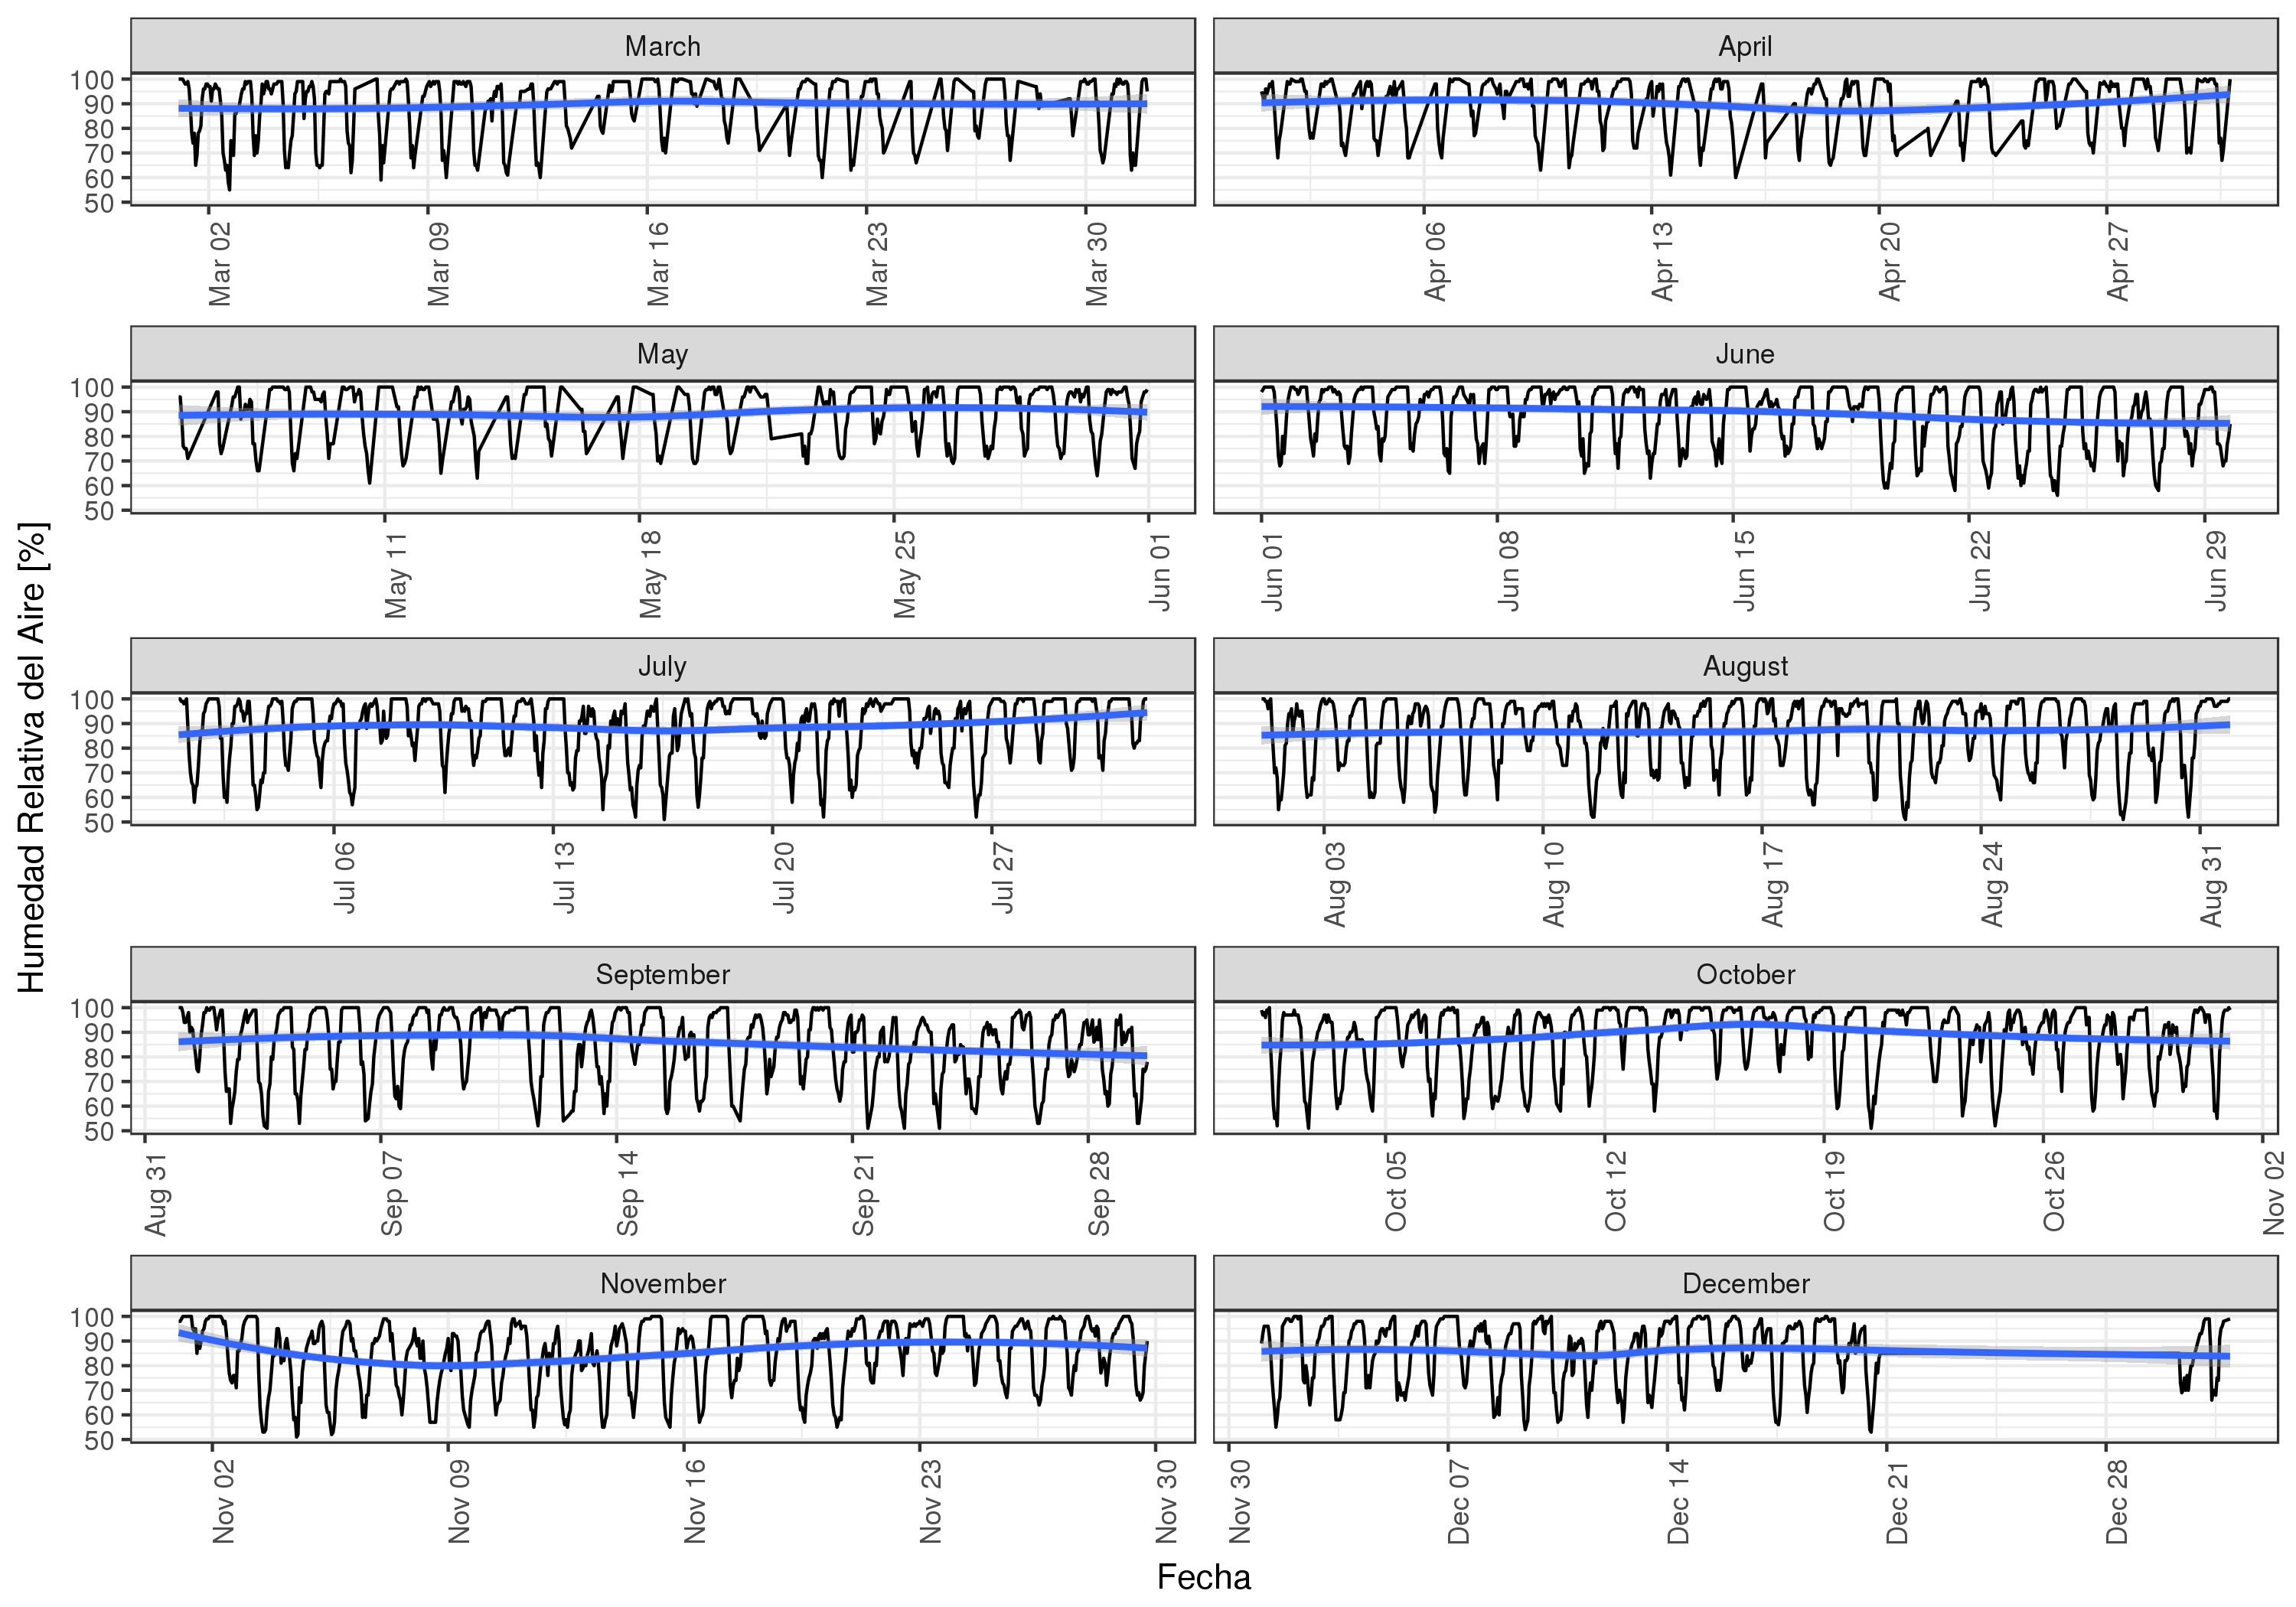 Humedad Relativa del Aire [%]
March
April
100
90
80
70
60
50
Mar 02
Mar 09
Mar 16
Mar 23
Mar 30
Apr 06
Apr 13
Apr 20
Apr 27
May
June
100
90
80
70
60
50
May 11
May 18
May 25
Jun 01
Jun 01
Jun 08
Jun 15
Jun 22
Jun 29
July
August
100
90
80
70
60
50
Jul 06
Jul 13
Jul 20
Jul 27
Aug 03
Aug 10
Aug 17
Aug 24
Aug 31
September
October
100
90
80
70
60
50
Aug 31
Sep 07
Sep 14
Sep 21
Sep 28
Oct 05
Oct 12
Oct 19
Oct 26
Nov 02
November
December
100
90
80
70
60
50
Nov 02
Nov 09
Nov 16
Nov 23
Nov 30
Nov 30
Dec 07
Dec 14
Dec 21
Dec 28
Fecha